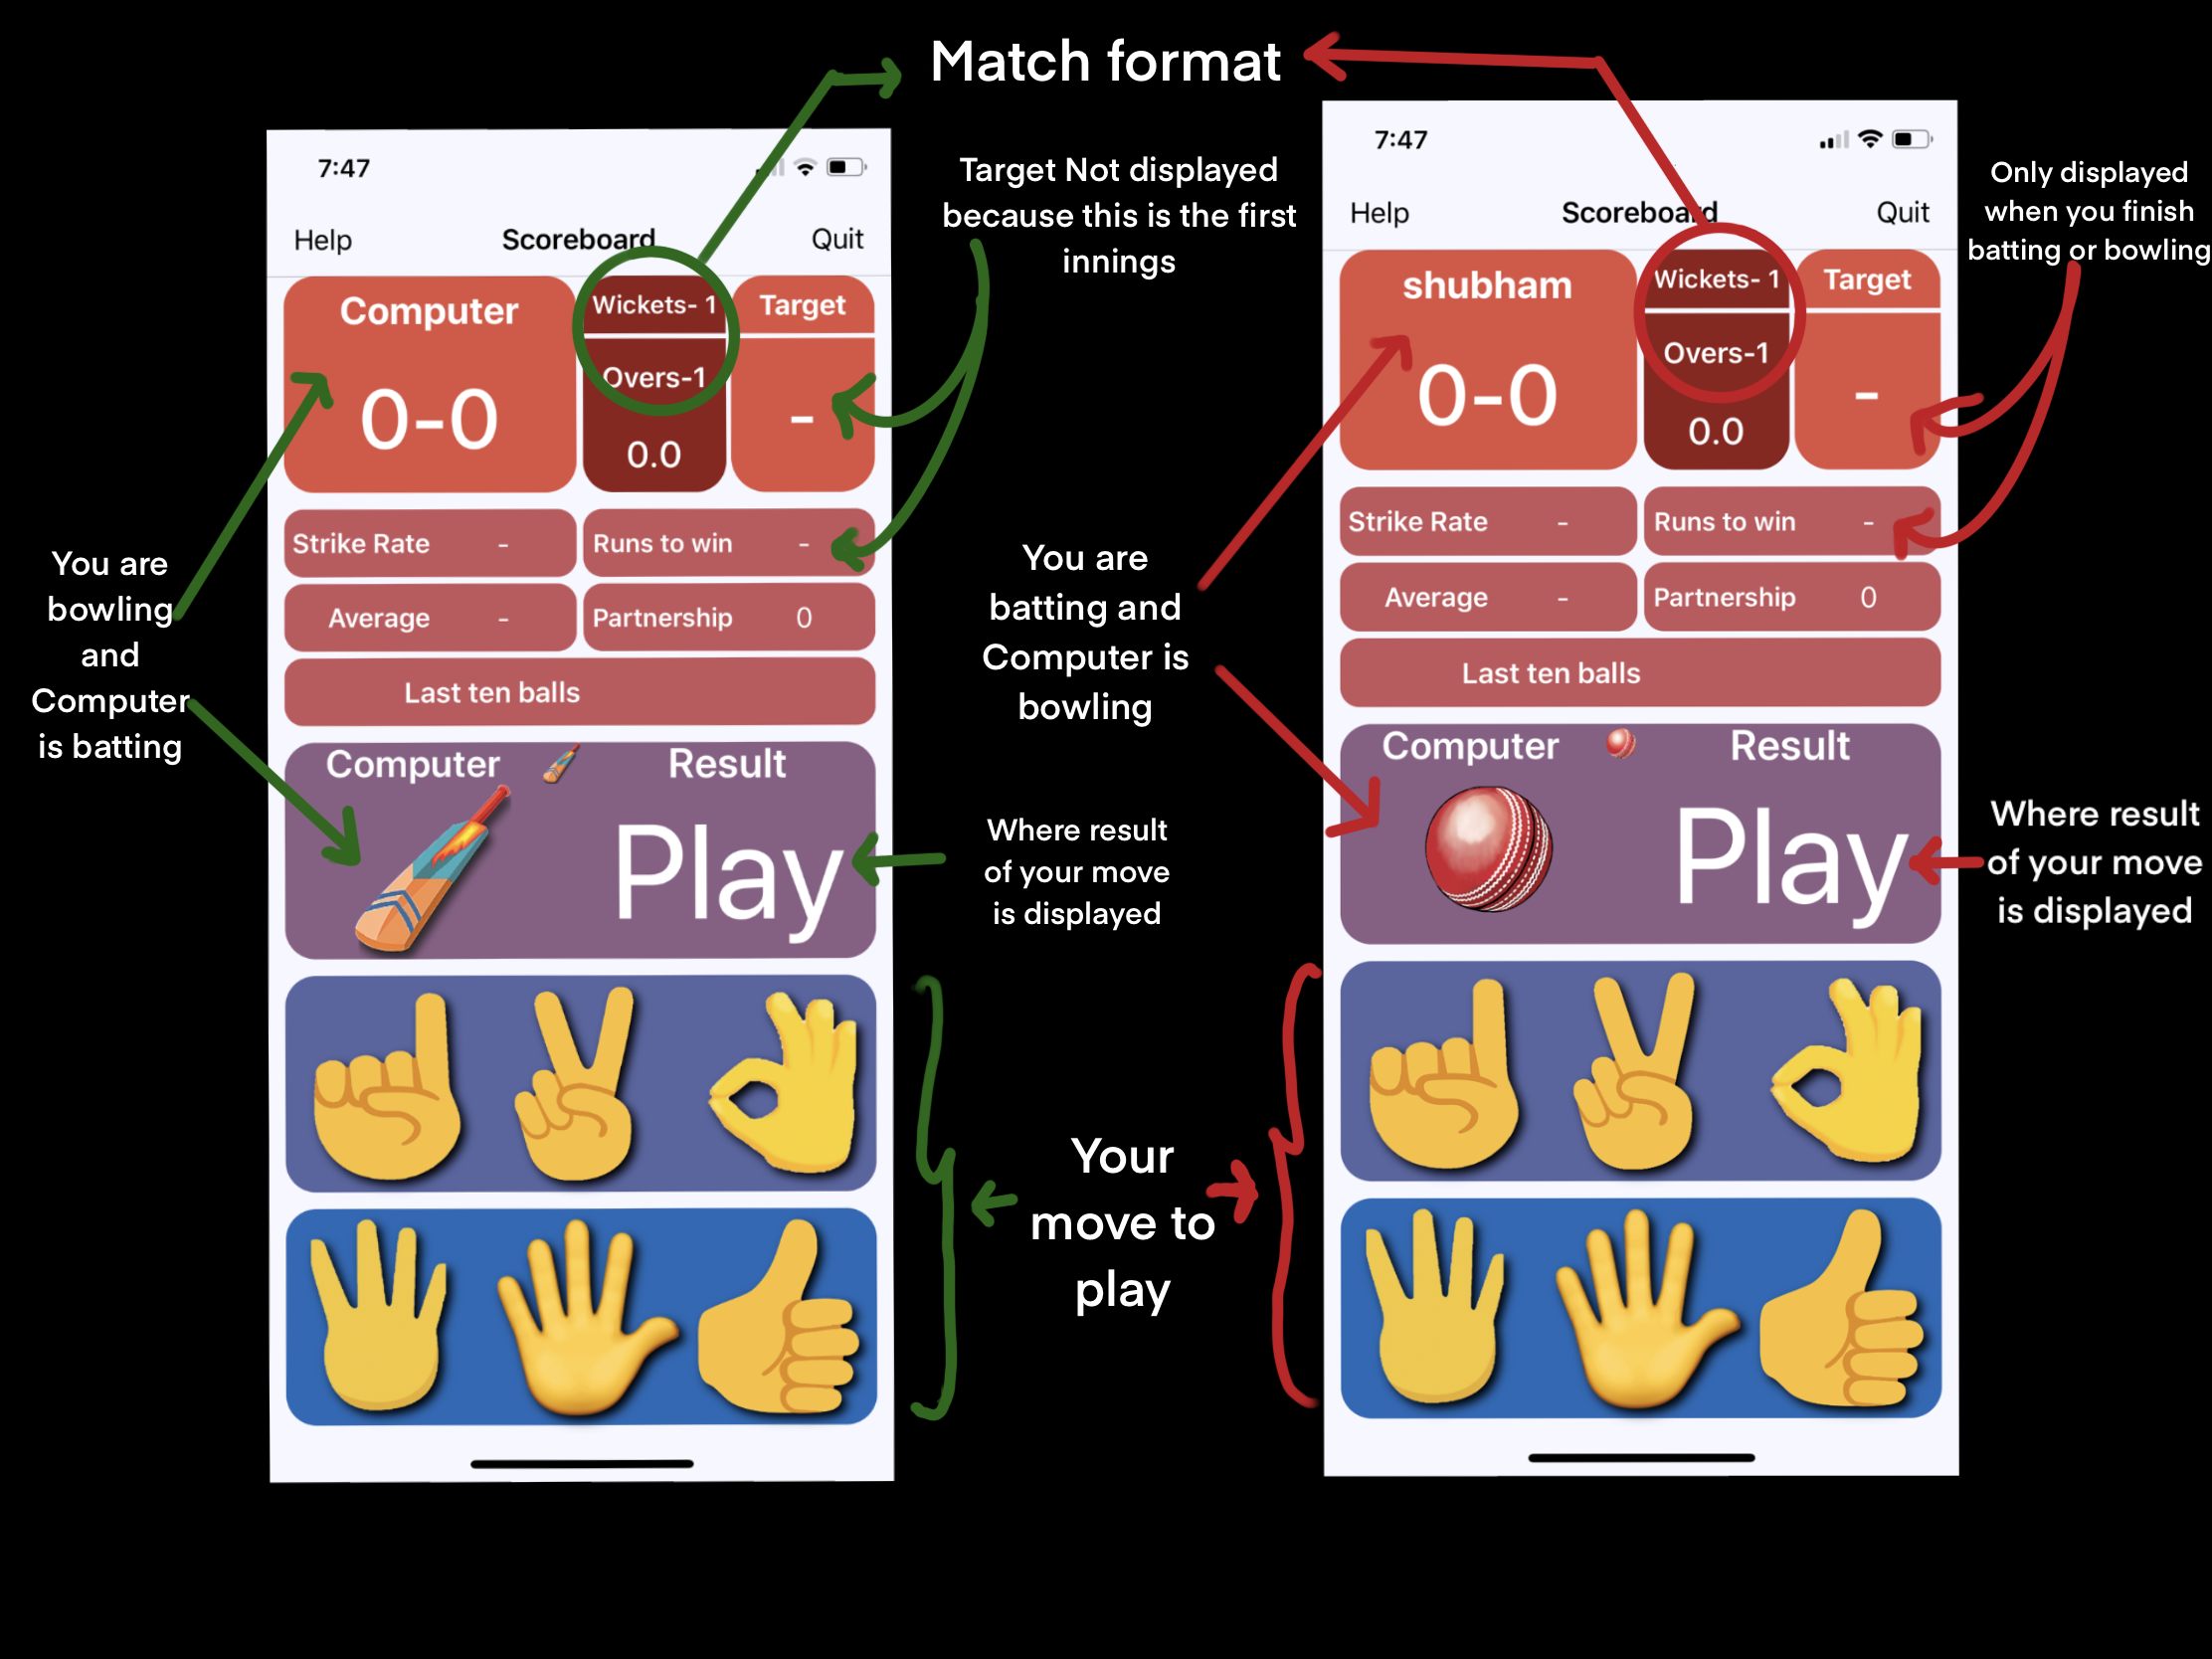 Match format
7:47
Help
Scoreboard
Quit
Computer
0-0
Wickets- 1
Overs-1
0.0
Target
-
Strike Rate -
Runs to win -
Average -
Partnership 0
Last ten balls
Computer
Result
Play
You are
bowling
and
Computer
is batting
Target Not displayed
because this is the first
innings
Where result
of your move
is displayed
Your
move to
play
You are
batting and
Computer is
bowling
7:47
Help
Scoreboard
Quit
shubham
0-0
Wickets- 1
Overs-1
0.0
Target
-
Strike Rate -
Runs to win -
Average -
Partnership 0
Last ten balls
Computer
Result
Play
Only displayed
when you finish
batting or bowling
Where result
of your move
is displayed